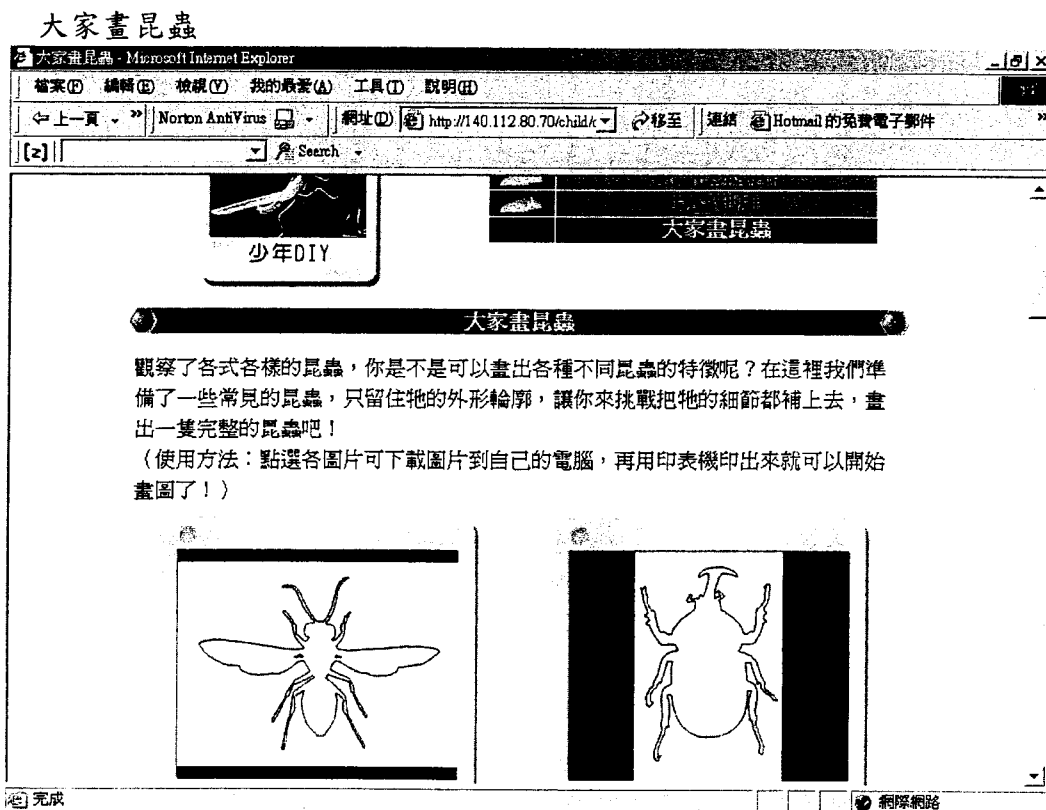 大家畫昆蟲
大家畫昆蟲 - Microsoft Internet Explorer
檔案(F) 編輯(E) 檢視(V) 我的最愛(A) 工具(T) 說明(H)
上一頁 » Norton AntiVirus 網址(D) http://140.112.80.70/child/c 移至 連結 Hotmail 的免費電子郵件 »
[z] Search
少年DIY
大家畫昆蟲
大家畫昆蟲
觀察了各式各樣的昆蟲，你是不是可以畫出各種不同昆蟲的特徵呢？在這裡我們準
備了一些常見的昆蟲，只留住牠的外形輪廓，讓你來挑戰把牠的細節都補上去，畫
出一隻完整的昆蟲吧！
（使用方法：點選各圖片可下載圖片到自己的電腦，再用印表機印出來就可以開始
畫圖了！）
完成
網際網路